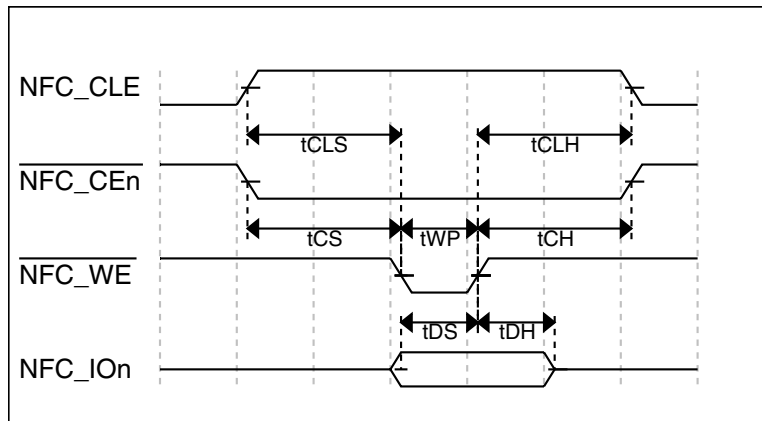 NFC_CLE
tCLS tCLH
NFC_CEn
tCS tWP tCH
NFC_WE
tDS tDH
NFC_IOn